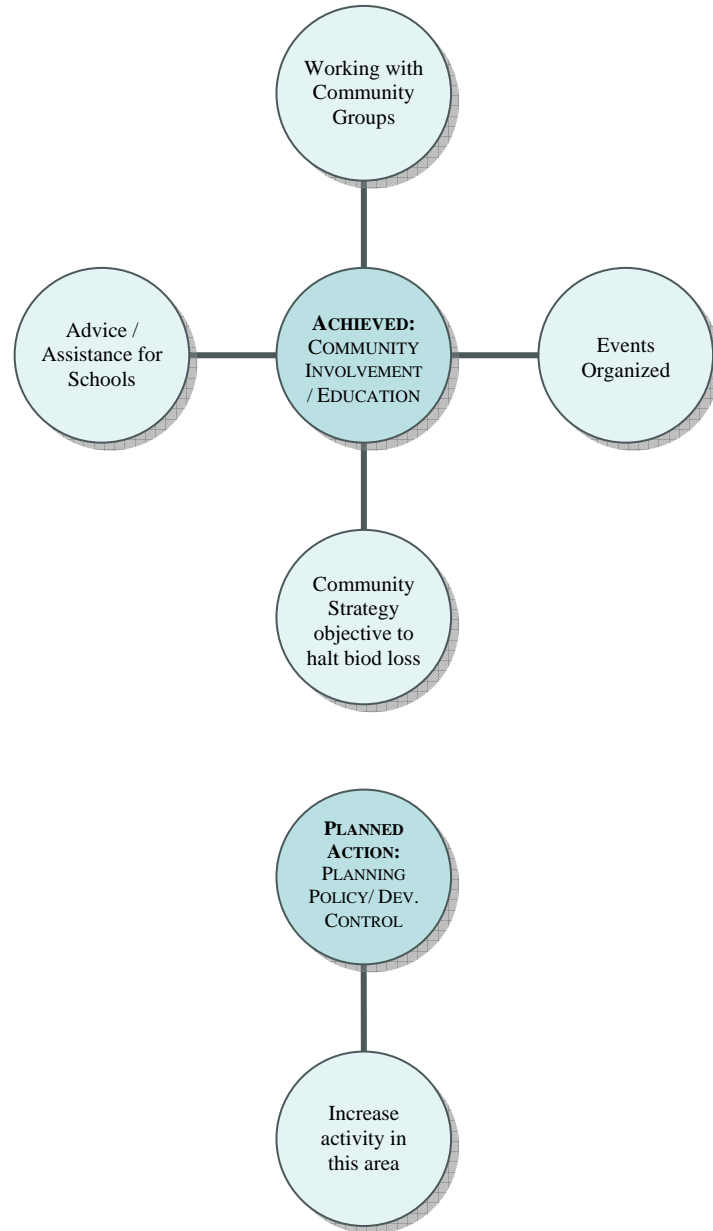 Working with
Community
Groups
Advice /
Assistance for
Schools
ACHIEVED:
COMMUNITY
INVOLVEMENT
/ EDUCATION
Events
Organized
Community
Strategy
objective to
halt biod loss
PLANNED
ACTION:
PLANNING
POLICY/ DEV.
CONTROL
Increase
activity in
this area